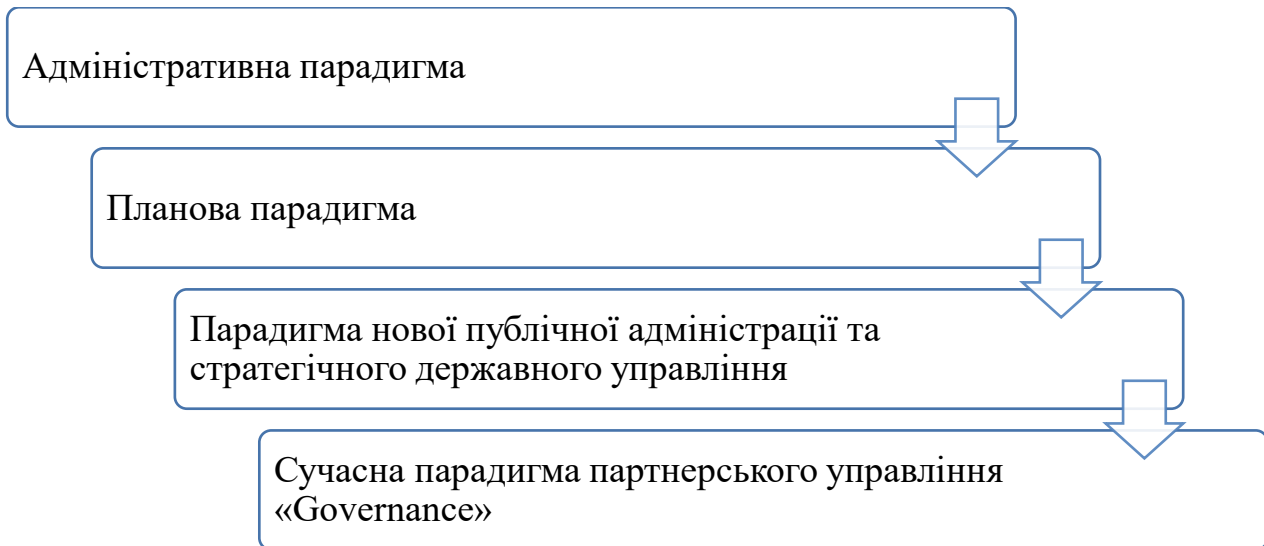 Адміністративна парадигма
Планова парадигма
Парадигма нової публічної адміністрації та
стратегічного державного управління
Сучасна парадигма партнерського управління
«Governance»